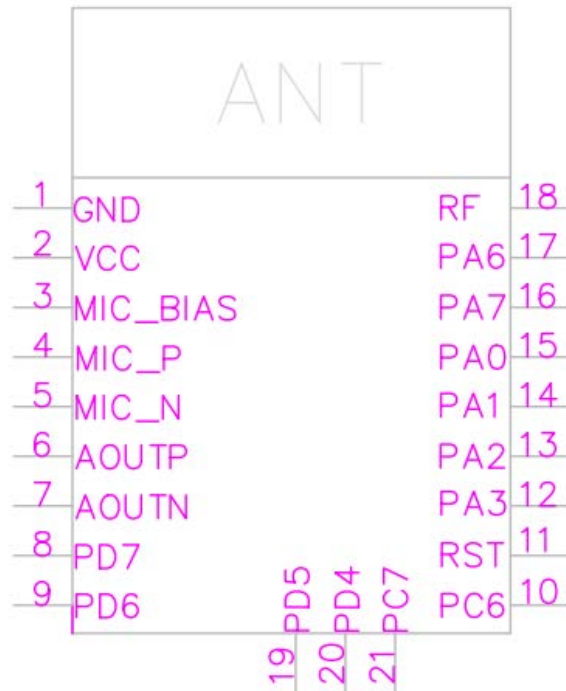 ANT
1 GND
2 VCC
3 MIC_BIAS
4 MIC_P
5 MIC_N
6 AOUTP
7 AOUTN
8 PD7
9 PD6
RF 18
PA6 17
PA7 16
PA0 15
PA1 14
PA2 13
PA3 12
RST 11
PC6 10
19 PD5
20 PD4
21 PC7